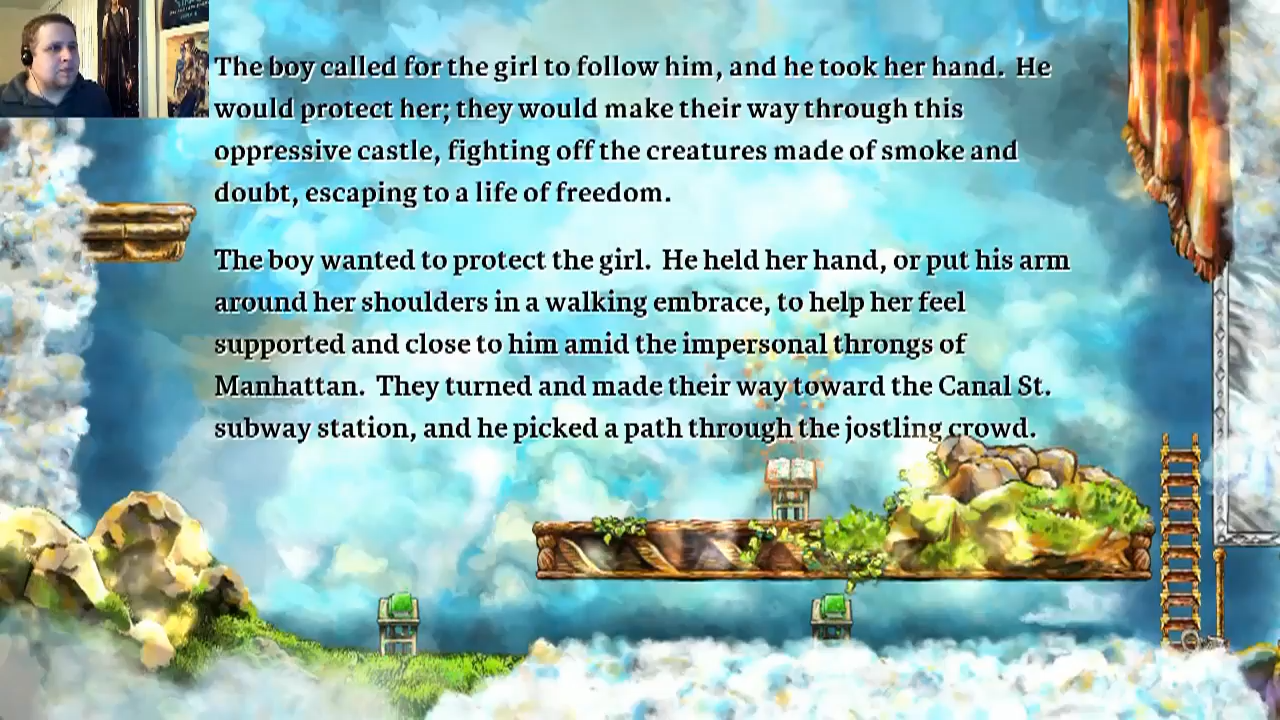 The boy called for the girl to follow him, and he took her hand. He
would protect her; they would make their way through this
oppressive castle, fighting off the creatures made of smoke and
doubt, escaping to a life of freedom.
The boy wanted to protect the girl. He held her hand, or put his arm
around her shoulders in a walking embrace, to help her feel
supported and close to him amid the impersonal throngs of
Manhattan. They turned and made their way toward the Canal St.
subway station, and he picked a path through the jostling crowd.